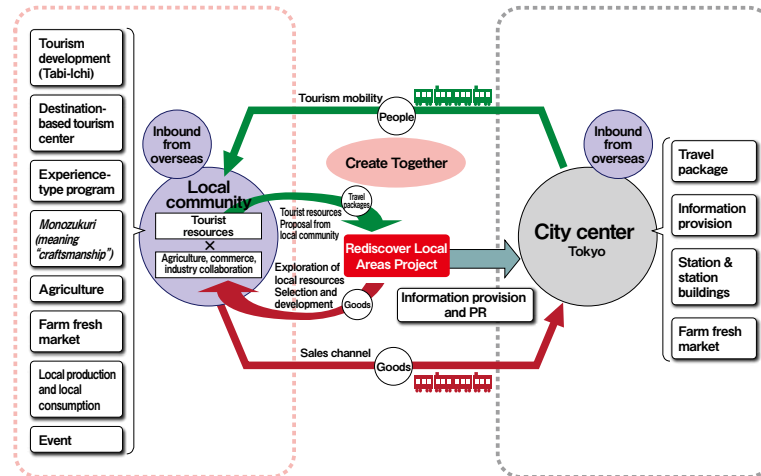 Tourism
development
(Tabi-Ichi)
Destination-
based tourism
center
Experience-
type program
Monozukuri
(meaning
“craftsmanship”)
Agriculture
Farm fresh
market
Local production
and local
consumption
Event
Inbound
from
overseas
Local
community
Tourist
resources
×
Agriculture, commerce,
industry collaboration
Tourism mobility
People
Create Together
Travel
packages
Tourist resources
Proposal from
local community
Rediscover Local
Areas Project
Exploration of
local resources
Selection and
development
Goods
Information provision
and PR
Sales channel
Goods
Inbound
from
overseas
City center
Tokyo
Travel
package
Information
provision
Station &
station
buildings
Farm fresh
market